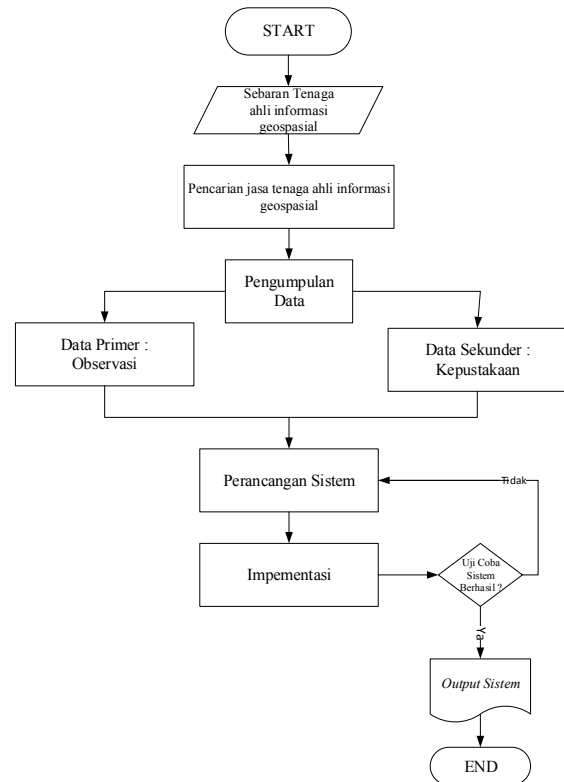 START
Sebaran Tenaga
ahli informasi
geospasial
Pencarian jasa tenaga ahli informasi
geospasial
Pengumpulan
Data
Data Primer :
Observasi
Data Sekunder :
Kepustakaan
Perancangan Sistem
Tidak
Impementasi
Uji Coba
Sistem
Berhasil ?
Ya
Output Sistem
END